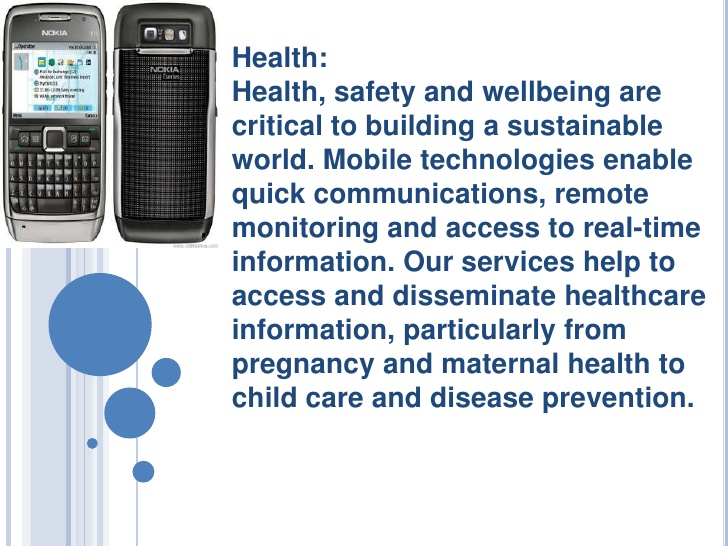 NOKIA
NOKIA
Health:
Health, safety and wellbeing are
critical to building a sustainable
world. Mobile technologies enable
quick communications, remote
monitoring and access to real-time
information. Our services help to
access and disseminate healthcare
information, particularly from
pregnancy and maternal health to
child care and disease prevention.